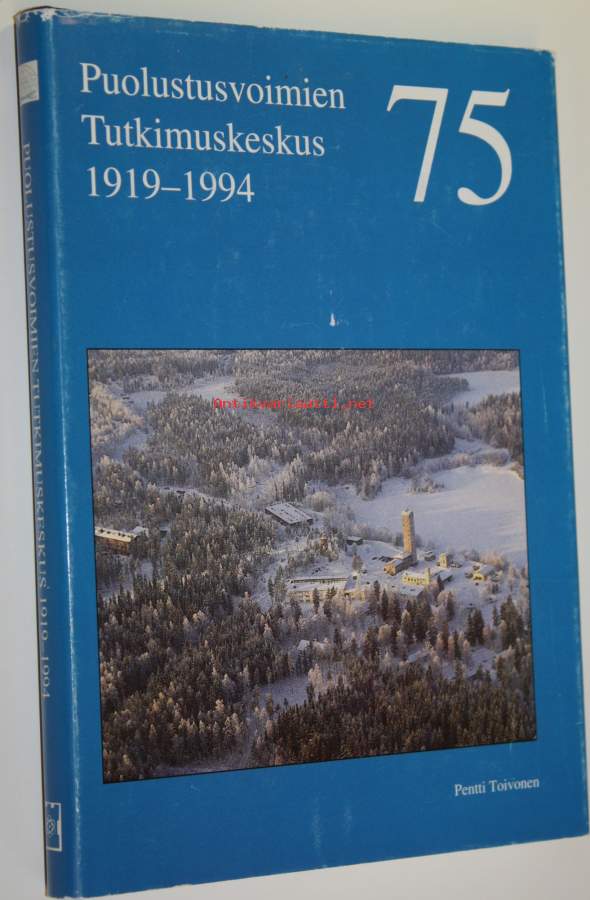 Puolustusvoimien
Tutkimuskeskus
1919–1994
75
Antikvariaatti.net
Pentti Toivonen
PUOLUSTUSVOIMIEN TUTKIMUSKESKUS 1919–1994